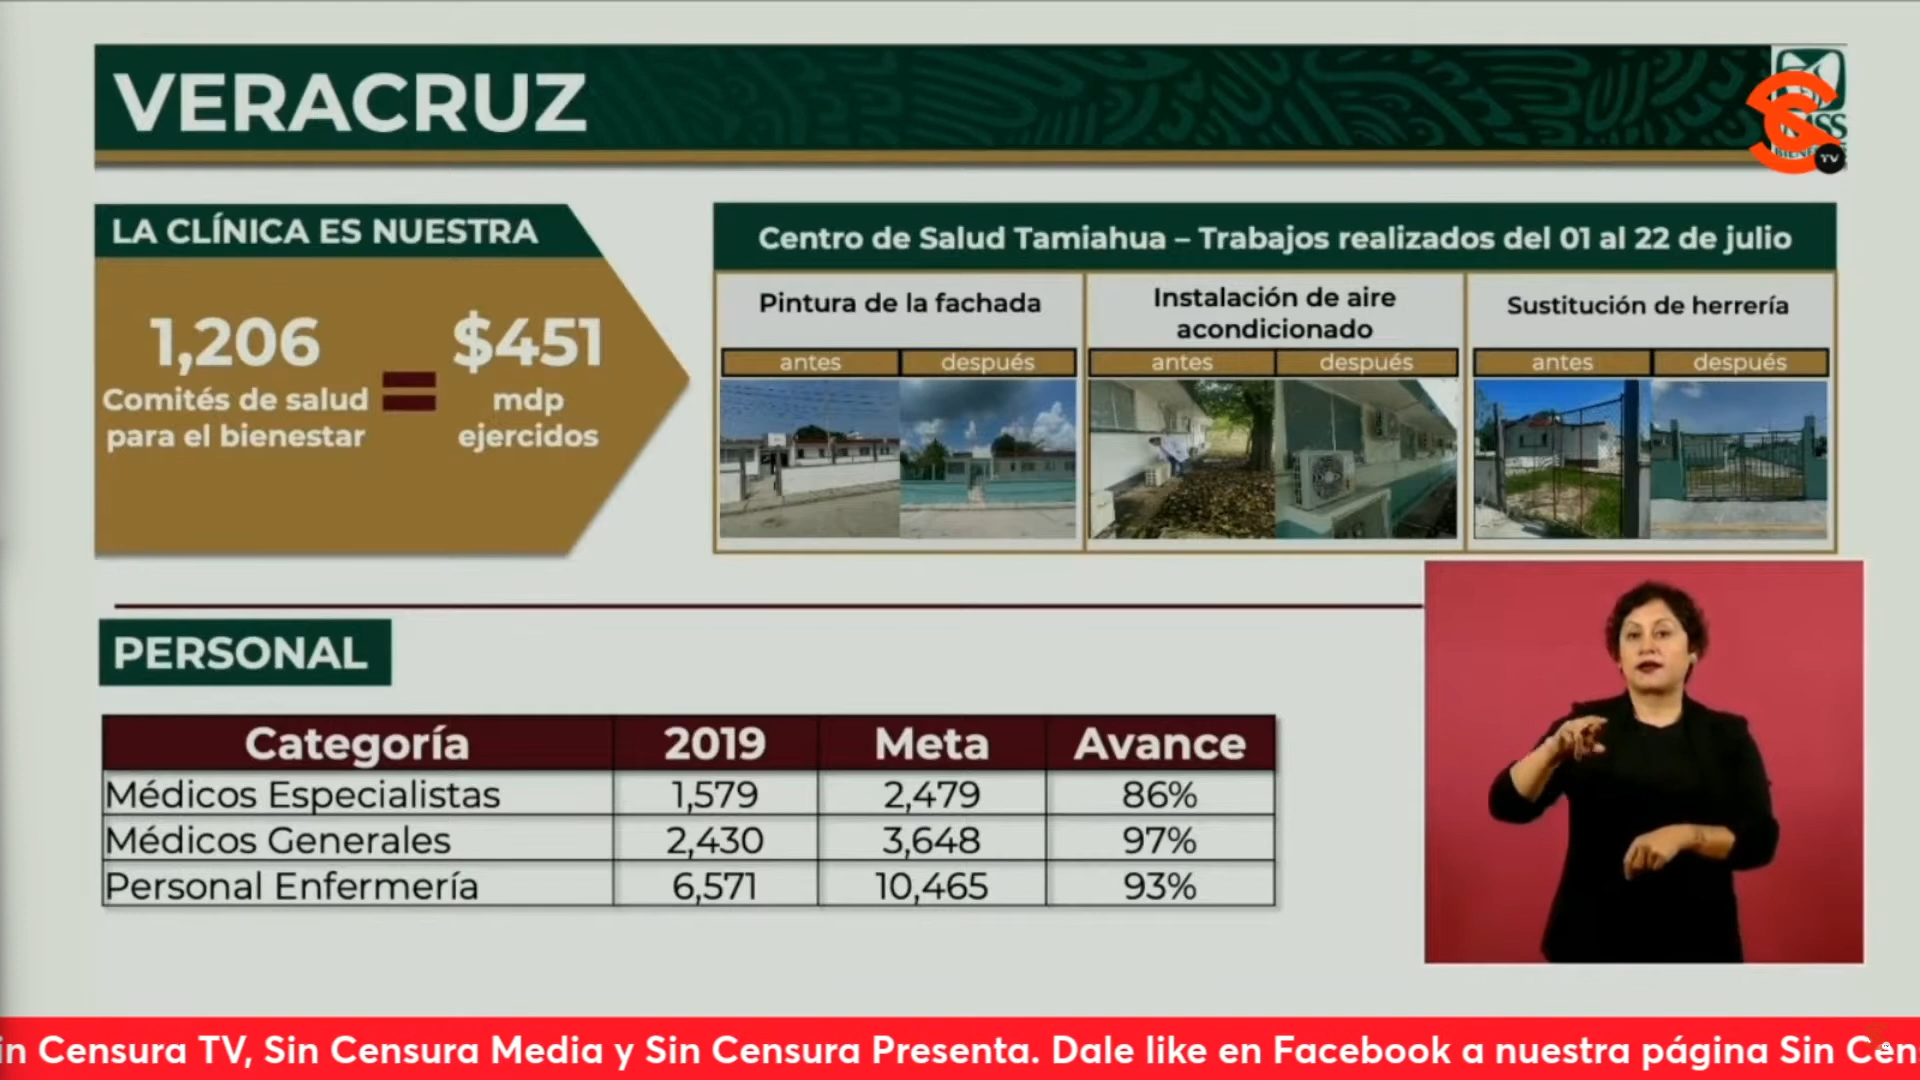 VERACRUZ
TV
LA CLÍNICA ES NUESTRA
1,206
Comités de salud
para el bienestar
=
$451
mdp
ejercidos
Centro de Salud Tamiahua – Trabajos realizados del 01 al 22 de julio
Pintura de la fachada
antes después
Instalación de aire
acondicionado
antes después
Sustitución de herrería
antes después
PERSONAL
Categoría 2019 Meta Avance
Médicos Especialistas 1,579 2,479 86%
Médicos Generales 2,430 3,648 97%
Personal Enfermería 6,571 10,465 93%
in Censura TV, Sin Censura Media y Sin Censura Presenta. Dale like en Facebook a nuestra página Sin Cen